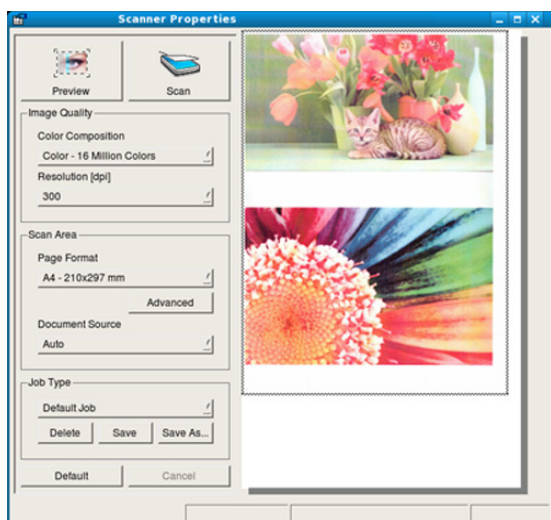 Scanner Properties
Preview
Scan
Image Quality
Color Composition
Color - 16 Million Colors
Resolution [dpi]
300
Scan Area
Page Format
A4 - 210x297 mm
Advanced
Document Source
Auto
Job Type
Default Job
Delete
Save
Save As...
Default
Cancel